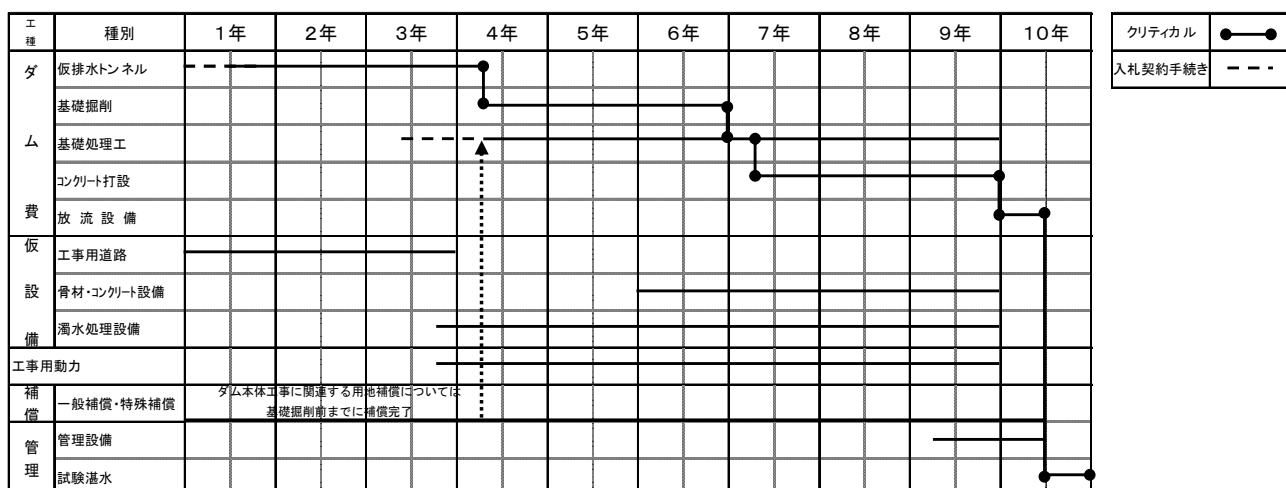 工種 種別 1年 2年 3年 4年 5年 6年 7年 8年 9年 10年
ダム費
仮排水トンネル
基礎掘削
基礎処理工
コンクリート打設
放流設備
仮設備
工事用道路
骨材・コンクリート設備
濁水処理設備
工事用動力
補償
一般補償・特殊補償
ダム本体工事に関連する用地補償については
基礎掘削前までに補償完了
管理
管理設備
試験湛水
クリティカル
入札契約手続き